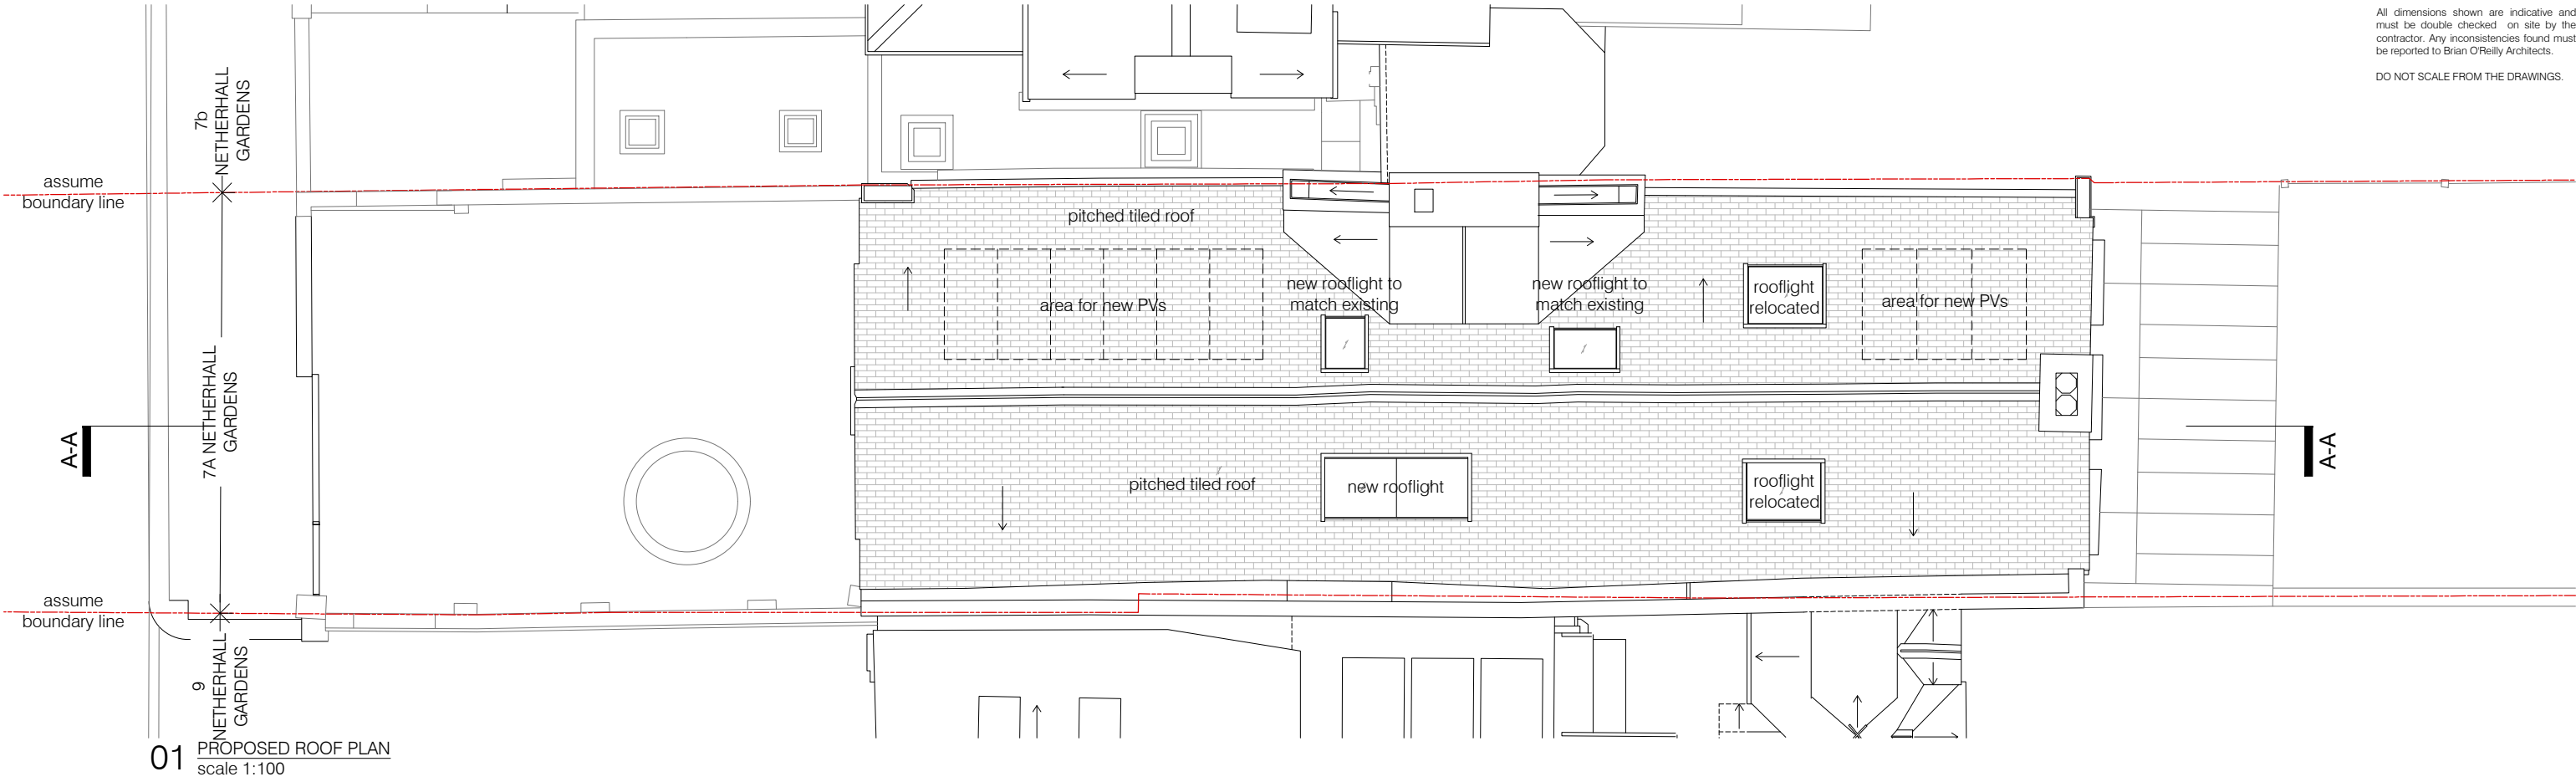 All dimensions shown are indicative and
must be double checked on site by the
contractor. Any inconsistencies found must
be reported to Brian O'Reilly Architects.
DO NOT SCALE FROM THE DRAWINGS.
7b
NETHERHALL
GARDENS
assume
boundary line
pitched tiled roof
area for new PVs
new rooflight to
match existing
new rooflight to
match existing
rooflight
relocated
area for new PVs
7A NETHERHALL
GARDENS
A-A
A-A
pitched tiled roof
new rooflight
rooflight
relocated
assume
boundary line
9
NETHERHALL
GARDENS
01 PROPOSED ROOF PLAN
scale 1:100